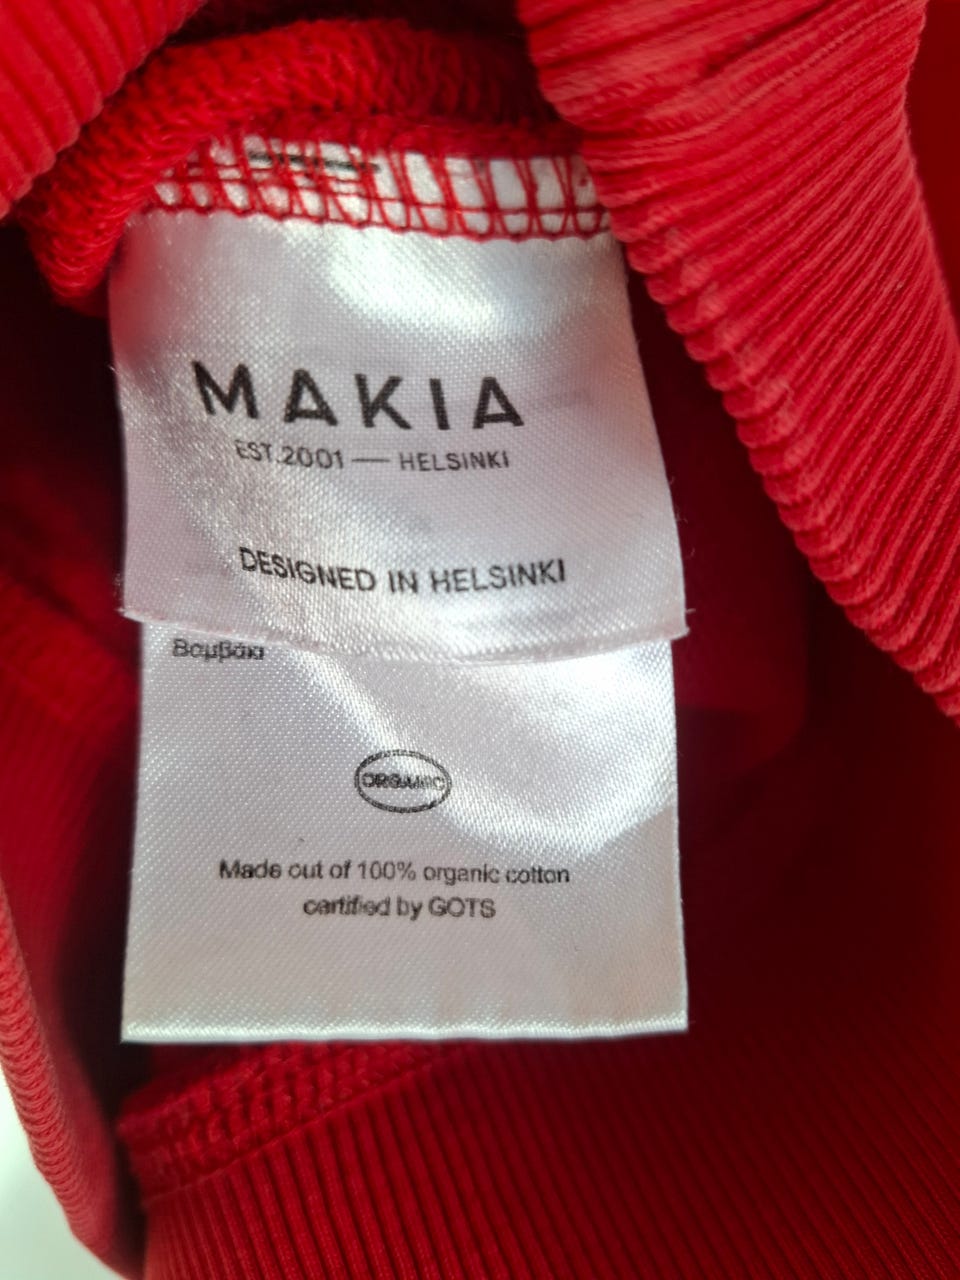 MAKIA
EST.2001 — HELSINKI
DESIGNED IN HELSINKI
Βαμβάκι
ORGANIC
Made out of 100% organic cotton
certified by GOTS